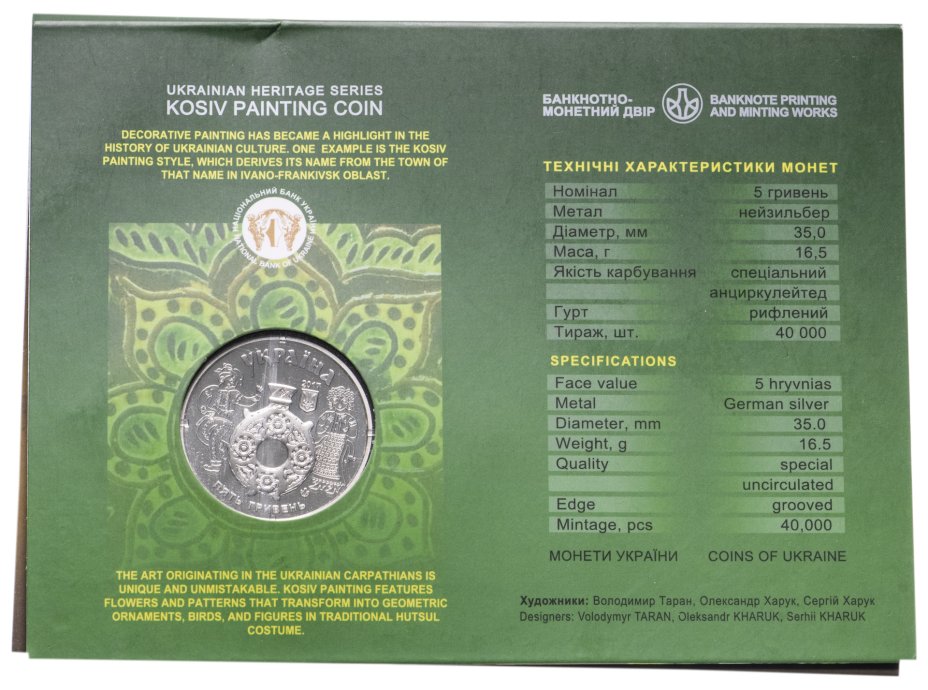 UKRAINIAN HERITAGE SERIES
KOSIV PAINTING COIN
DECORATIVE PAINTING HAS BECAME A HIGHLIGHT IN THE
HISTORY OF UKRAINIAN CULTURE. ONE EXAMPLE IS THE KOSIV
PAINTING STYLE, WHICH DERIVES ITS NAME FROM THE TOWN OF
THAT NAME IN IVANO-FRANKIVSK OBLAST.
НАЦІОНАЛЬНИЙ БАНК УКРАЇНИ
NATIONAL BANK OF UKRAINE
УКРАЇНА
2017
П'ЯТЬ ГРИВЕНЬ
THE ART ORIGINATING IN THE UKRAINIAN CARPATHIANS IS
UNIQUE AND UNMISTAKABLE. KOSIV PAINTING FEATURES
FLOWERS AND PATTERNS THAT TRANSFORM INTO GEOMETRIC
ORNAMENTS, BIRDS, AND FIGURES IN TRADITIONAL HUTSUL
COSTUME.
БАНКНОТНО-
МОНЕТНИЙ ДВІР
BANKNOTE PRINTING
AND MINTING WORKS
ТЕХНІЧНІ ХАРАКТЕРИСТИКИ МОНЕТ
Номінал 5 гривень
Метал нейзильбер
Діаметр, мм 35,0
Маса, г 16,5
Якість карбування спеціальний
анциркулейтед
Гурт рифлений
Тираж, шт. 40 000
SPECIFICATIONS
Face value 5 hryvnias
Metal German silver
Diameter, mm 35.0
Weight, g 16.5
Quality special
uncirculated
Edge grooved
Mintage, pcs 40,000
МОНЕТИ УКРАЇНИ COINS OF UKRAINE
Художники: Володимир Таран, Олександр Харук, Сергій Харук
Designers: Volodymyr TARAN, Oleksandr KHARUK, Serhii KHARUK